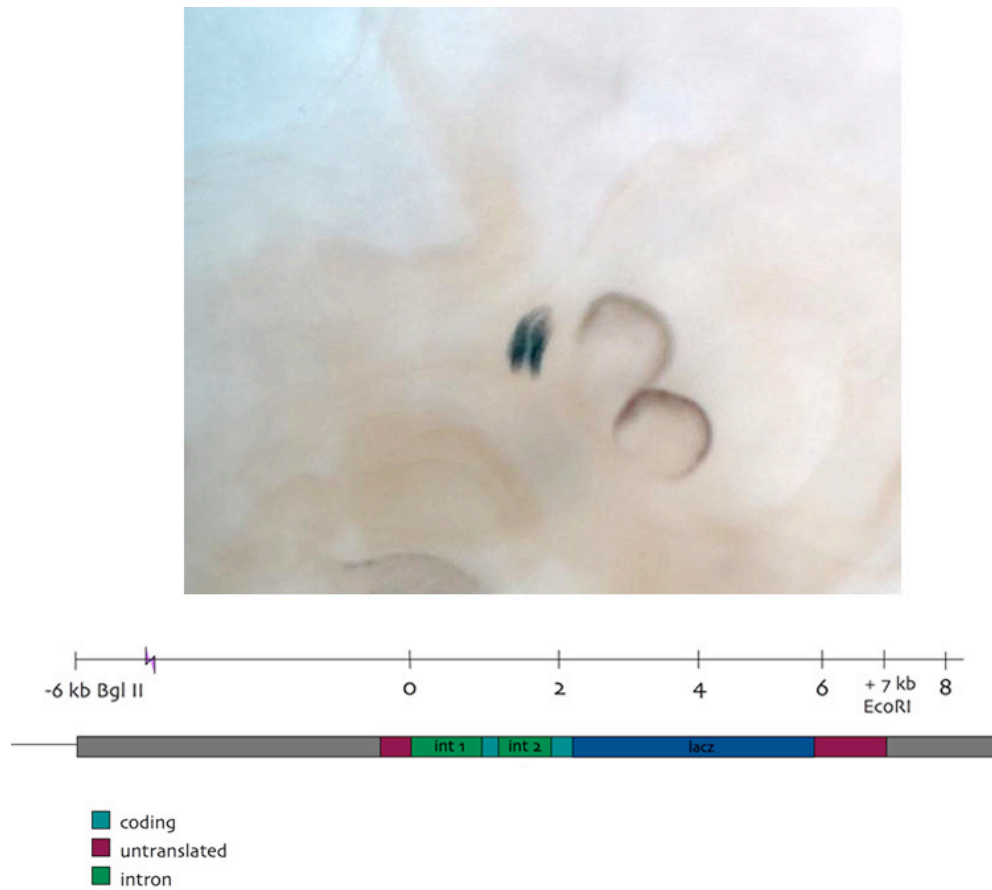 -6 kb Bgl II
0
2
4
6
+ 7 kb
EcoRI
8
int 1
int 2
lacz
coding
untranslated
intron